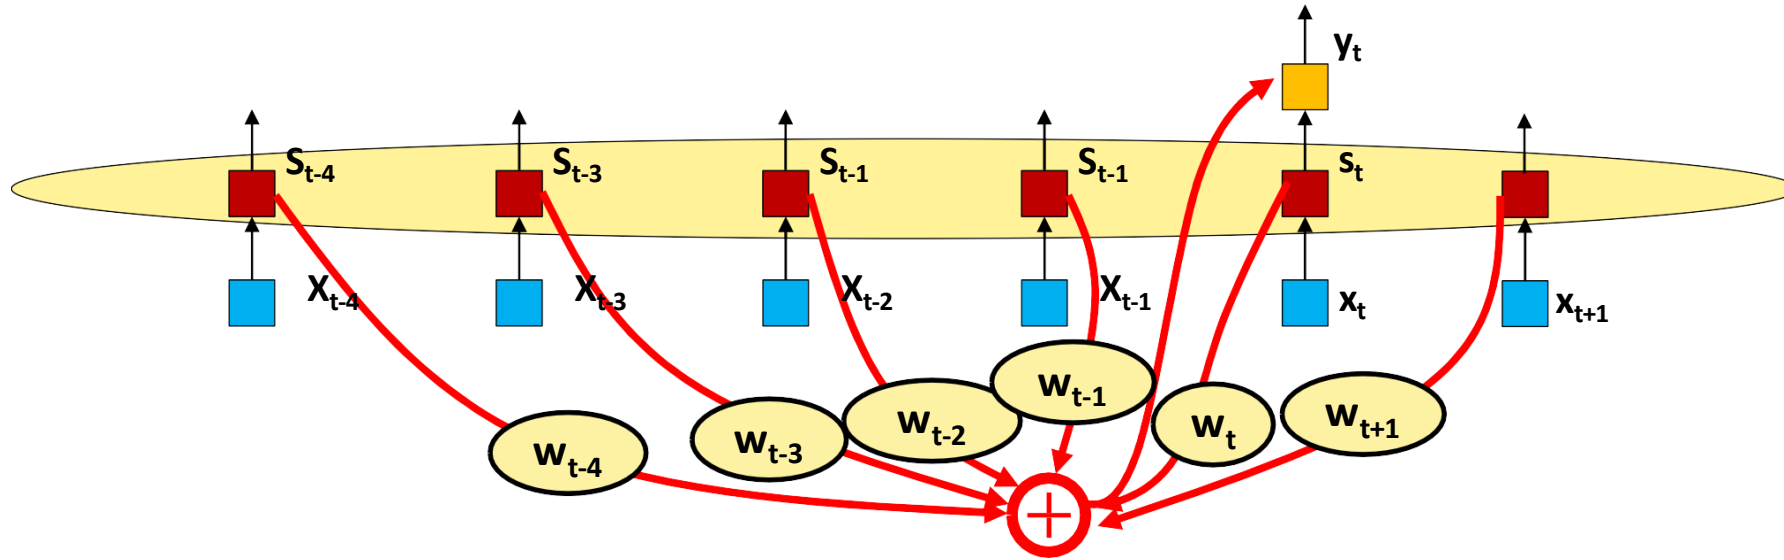 yt
St-4 St-3 St-1 St-1 st
Xt-4 Xt-3 Xt-2 Xt-1 xt xt+1
wt-4 wt-3 wt-2 wt-1 wt wt+1
+